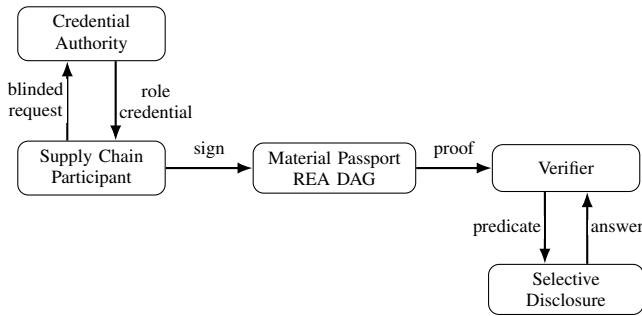 Credential
Authority
blinded
request
role
credential
Supply Chain
Participant
sign
Material Passport
REA DAG
proof
Verifier
predicate
answer
Selective
Disclosure